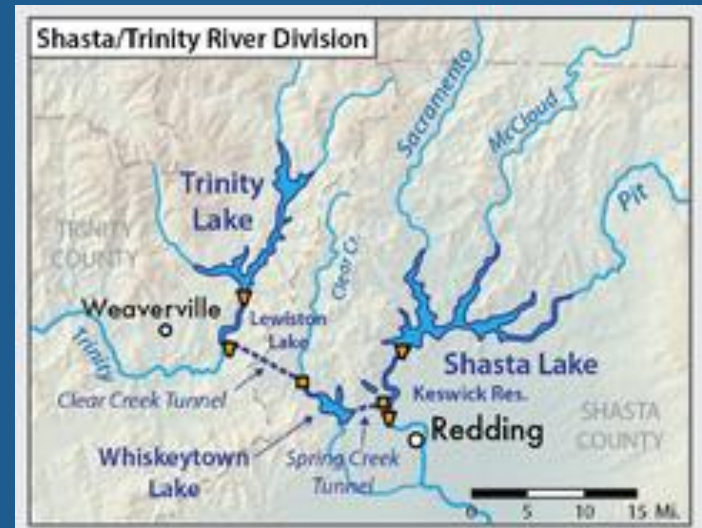 Shasta/Trinity River Division
Sacramento
McCloud
Pit
Trinity
Lake
TRINITY
COUNTY
Clear Cr.
Weaverville
Lewiston
Lake
Trinity
Clear Creek Tunnel
Shasta Lake
Keswick Res.
SHASTA
COUNTY
Redding
Whiskeytown
Lake
Spring Creek
Tunnel
0 5 10 15 Mi.